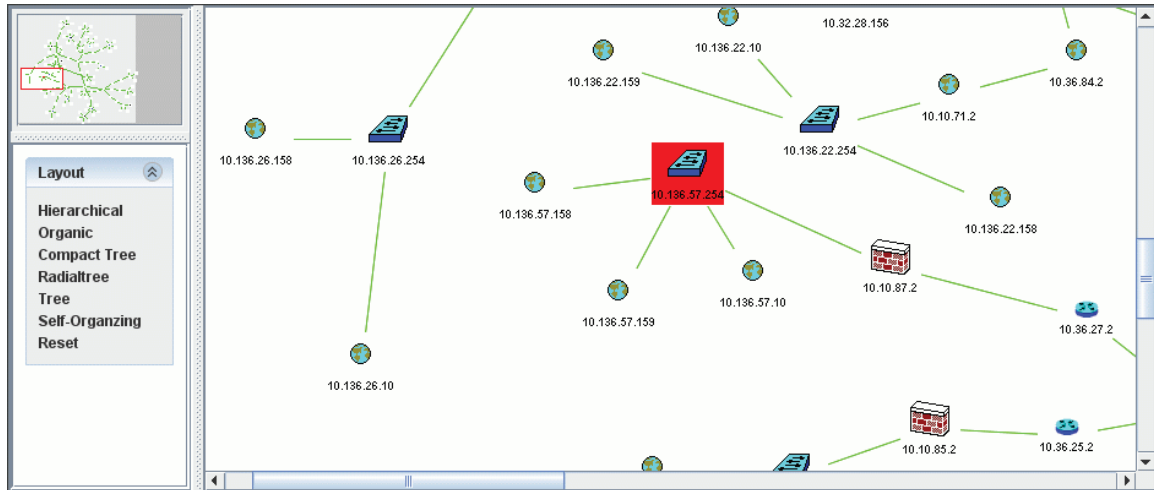 Layout
Hierarchical
Organic
Compact Tree
Radialtree
Tree
Self-Organzing
Reset
10.32.28.156
10.136.22.10
10.136.22.159
10.36.84.2
10.10.71.2
10.136.22.254
10.136.26.158
10.136.26.254
10.136.57.254
10.136.57.158
10.136.22.158
10.10.87.2
10.136.57.10
10.136.57.159
10.36.27.2
10.136.26.10
10.10.85.2
10.36.25.2